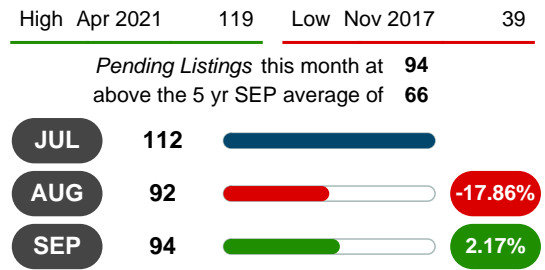 High Apr 2021 119 Low Nov 2017 39
Pending Listings this month at 94
above the 5 yr SEP average of 66
JUL 112
AUG 92 -17.86%
SEP 94 2.17%